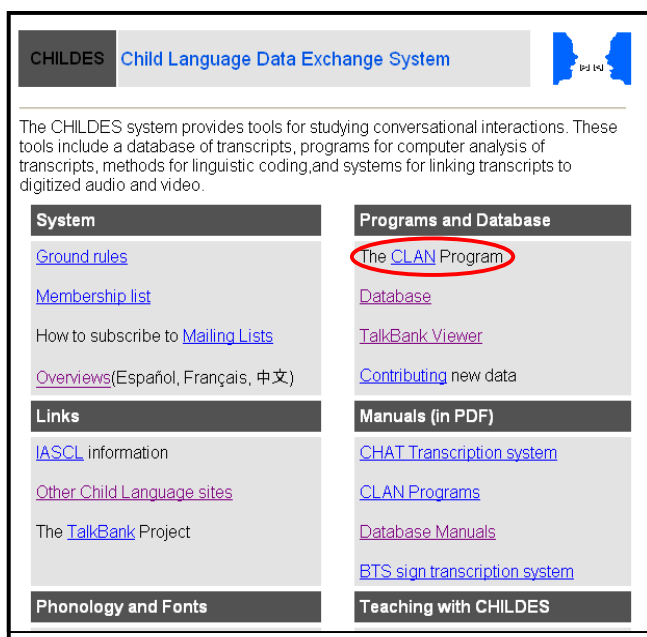 CHILDES Child Language Data Exchange System
The CHILDES system provides tools for studying conversational interactions. These
tools include a database of transcripts, programs for computer analysis of
transcripts, methods for linguistic coding,and systems for linking transcripts to
digitized audio and video.
System
Ground rules
Membership list
How to subscribe to Mailing Lists
Overviews(Español, Français, 中文)
Programs and Database
The CLAN Program
Database
TalkBank Viewer
Contributing new data
Links
IASCL information
Other Child Language sites
The TalkBank Project
Manuals (in PDF)
CHAT Transcription system
CLAN Programs
Database Manuals
BTS sign transcription system
Phonology and Fonts
Teaching with CHILDES